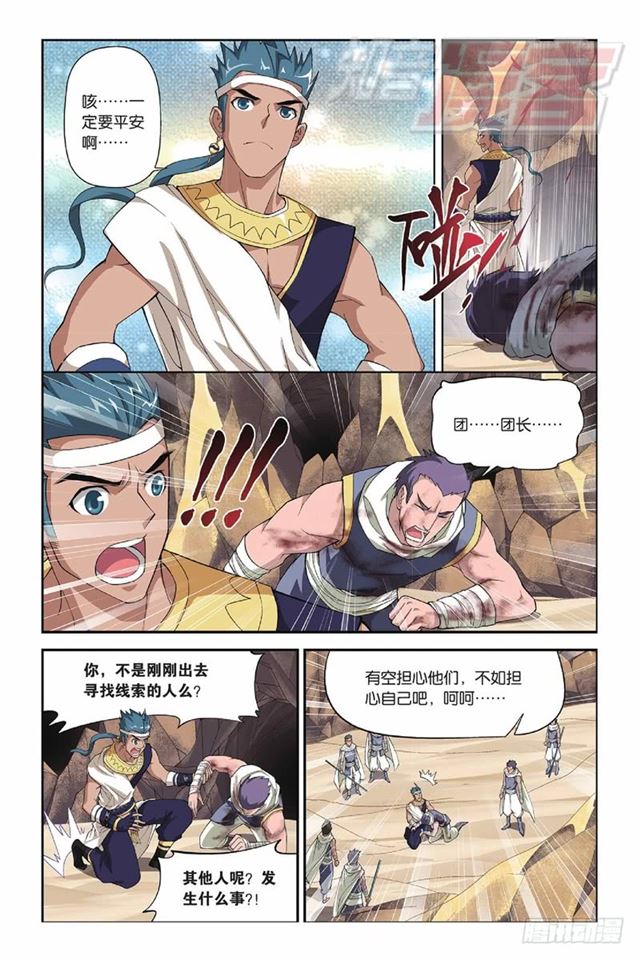 咳……一
定要平安
啊……
碰
!!!
团……团长……
你，不是刚刚出去
寻找线索的人么？
其他人呢？发
生什么事？!
有空担心他们，不如担
心自己吧，呵呵……
腾讯动漫